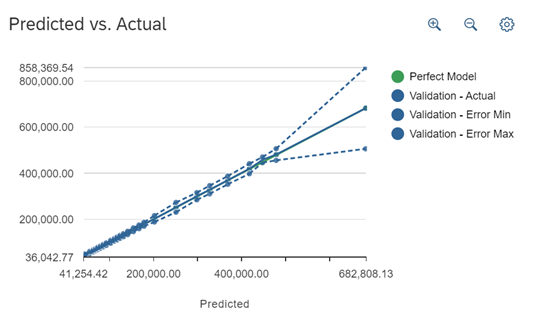 Predicted vs. Actual
858,369.54
800,000.00
600,000.00
400,000.00
200,000.00
36,042.77
41,254.42 200,000.00 400,000.00 682,808.13
Predicted
Perfect Model
Validation - Actual
Validation - Error Min
Validation - Error Max